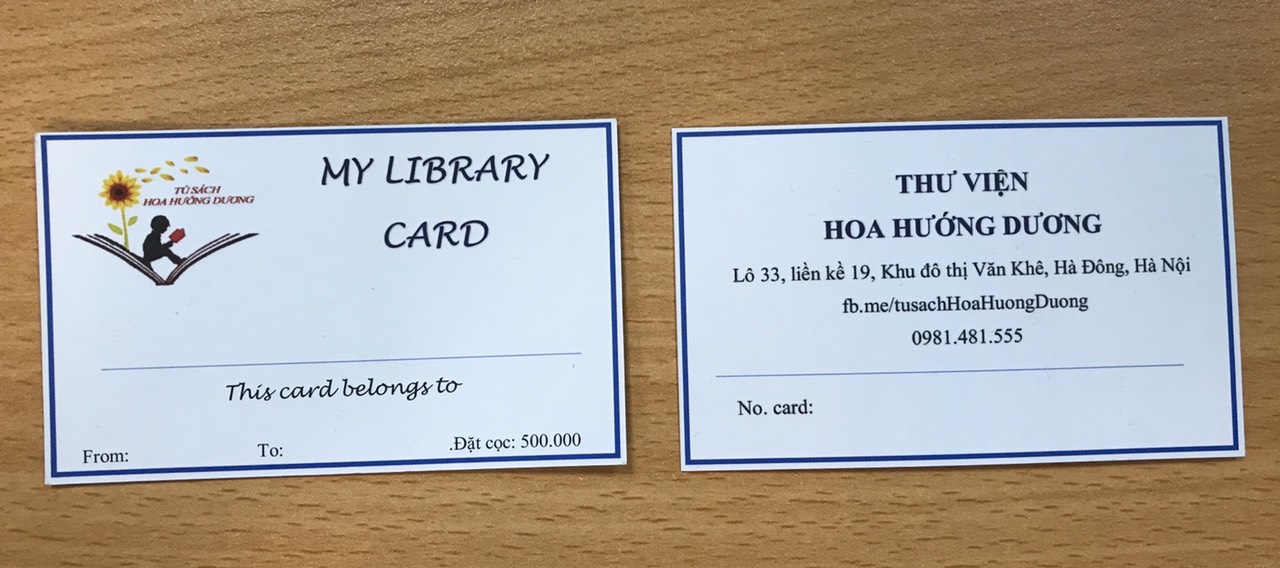 TỦ SÁCH
HOA HƯỚNG DƯƠNG
MY LIBRARY
CARD
This card belongs to
From:
To:
.Đặt cọc: 500.000
THƯ VIỆN
HOA HƯỚNG DƯƠNG
Lô 33, liền kề 19, Khu đô thị Văn Khê, Hà Đông, Hà Nội
fb.me/tusachHoaHuongDuong
0981.481.555
No. card: